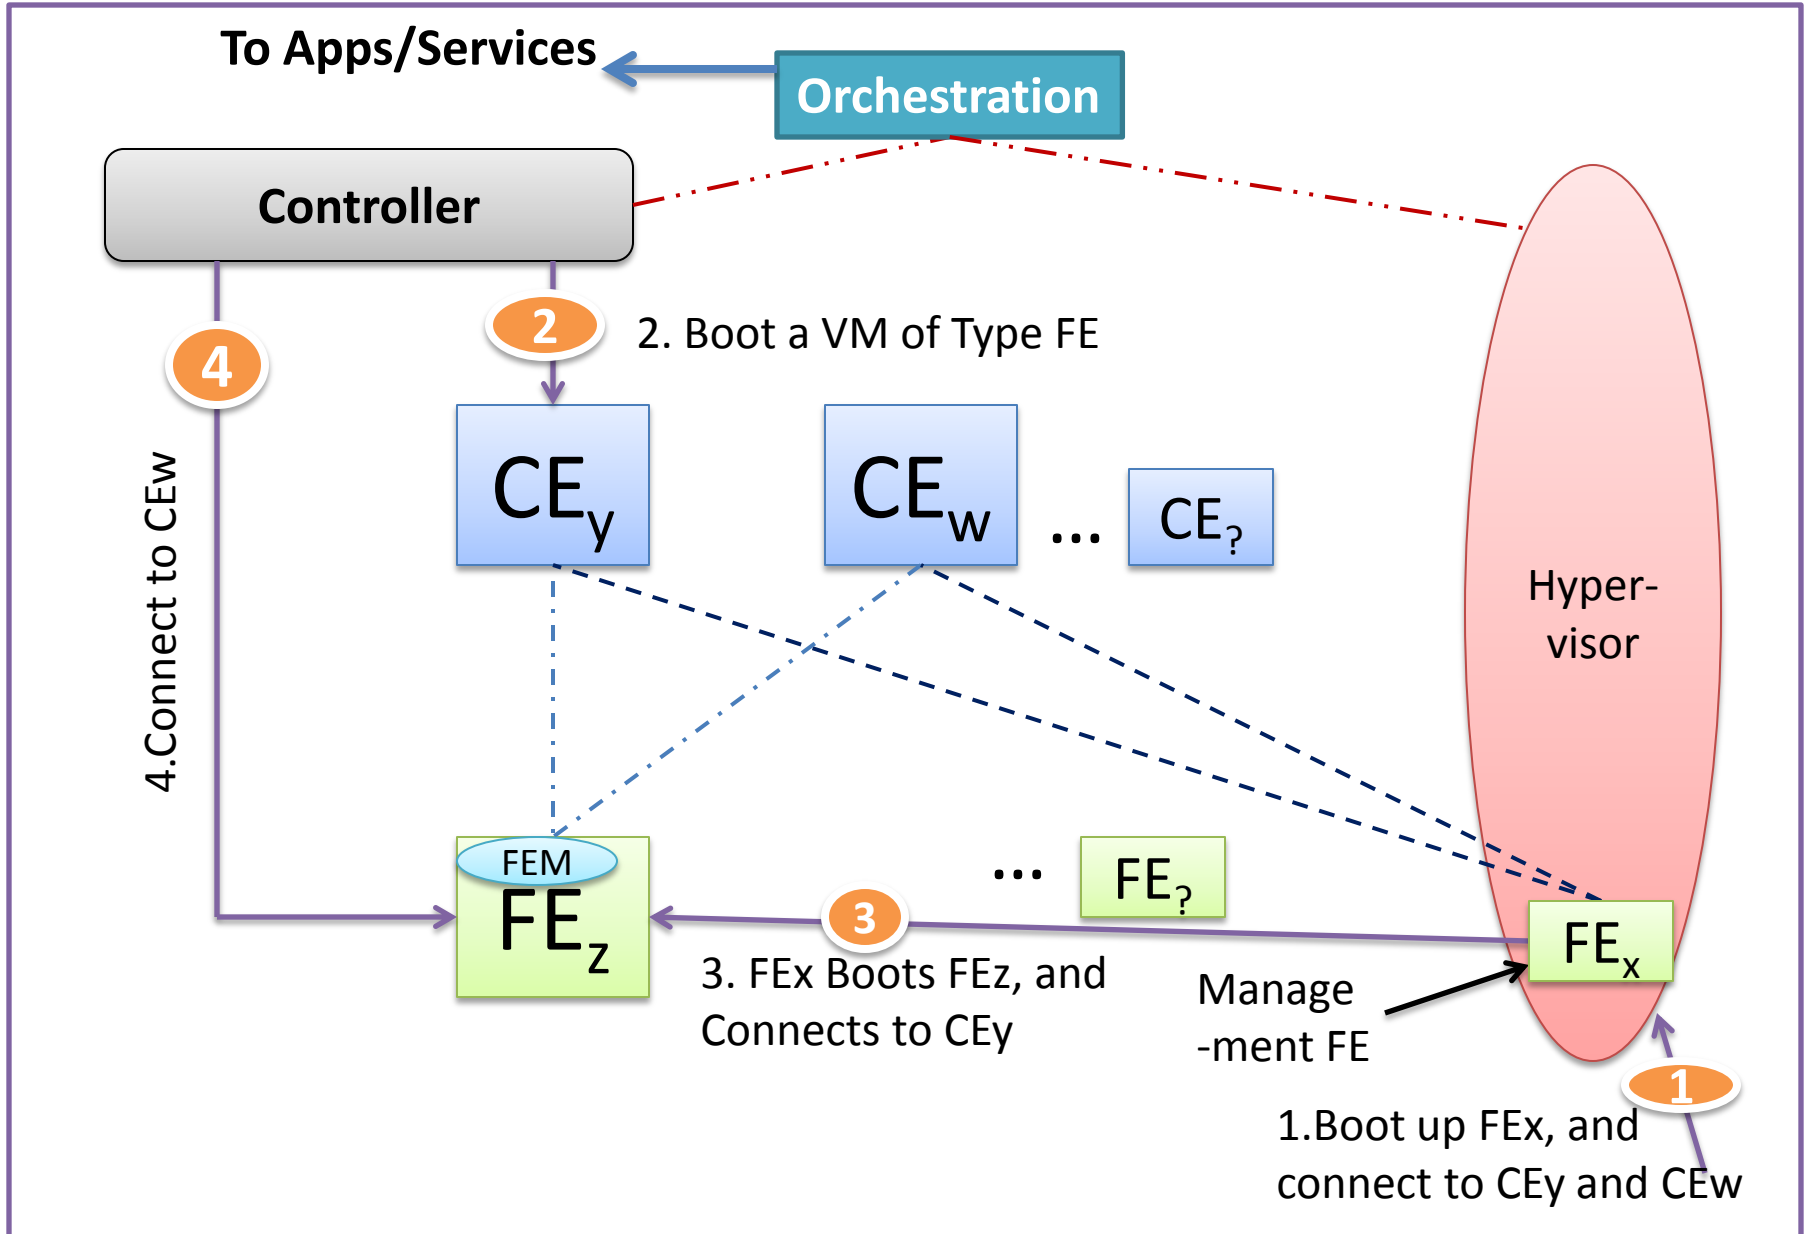 To Apps/Services
Orchestration
Controller
2
2. Boot a VM of Type FE
4
4.Connect to CEw
CEy
CEw
...
CE?
Hyper-
visor
FEM
FEz
...
FE?
3
FEx
3. FEx Boots FEz, and
Connects to CEy
Manage
-ment FE
1
1.Boot up FEx, and
connect to CEy and CEw